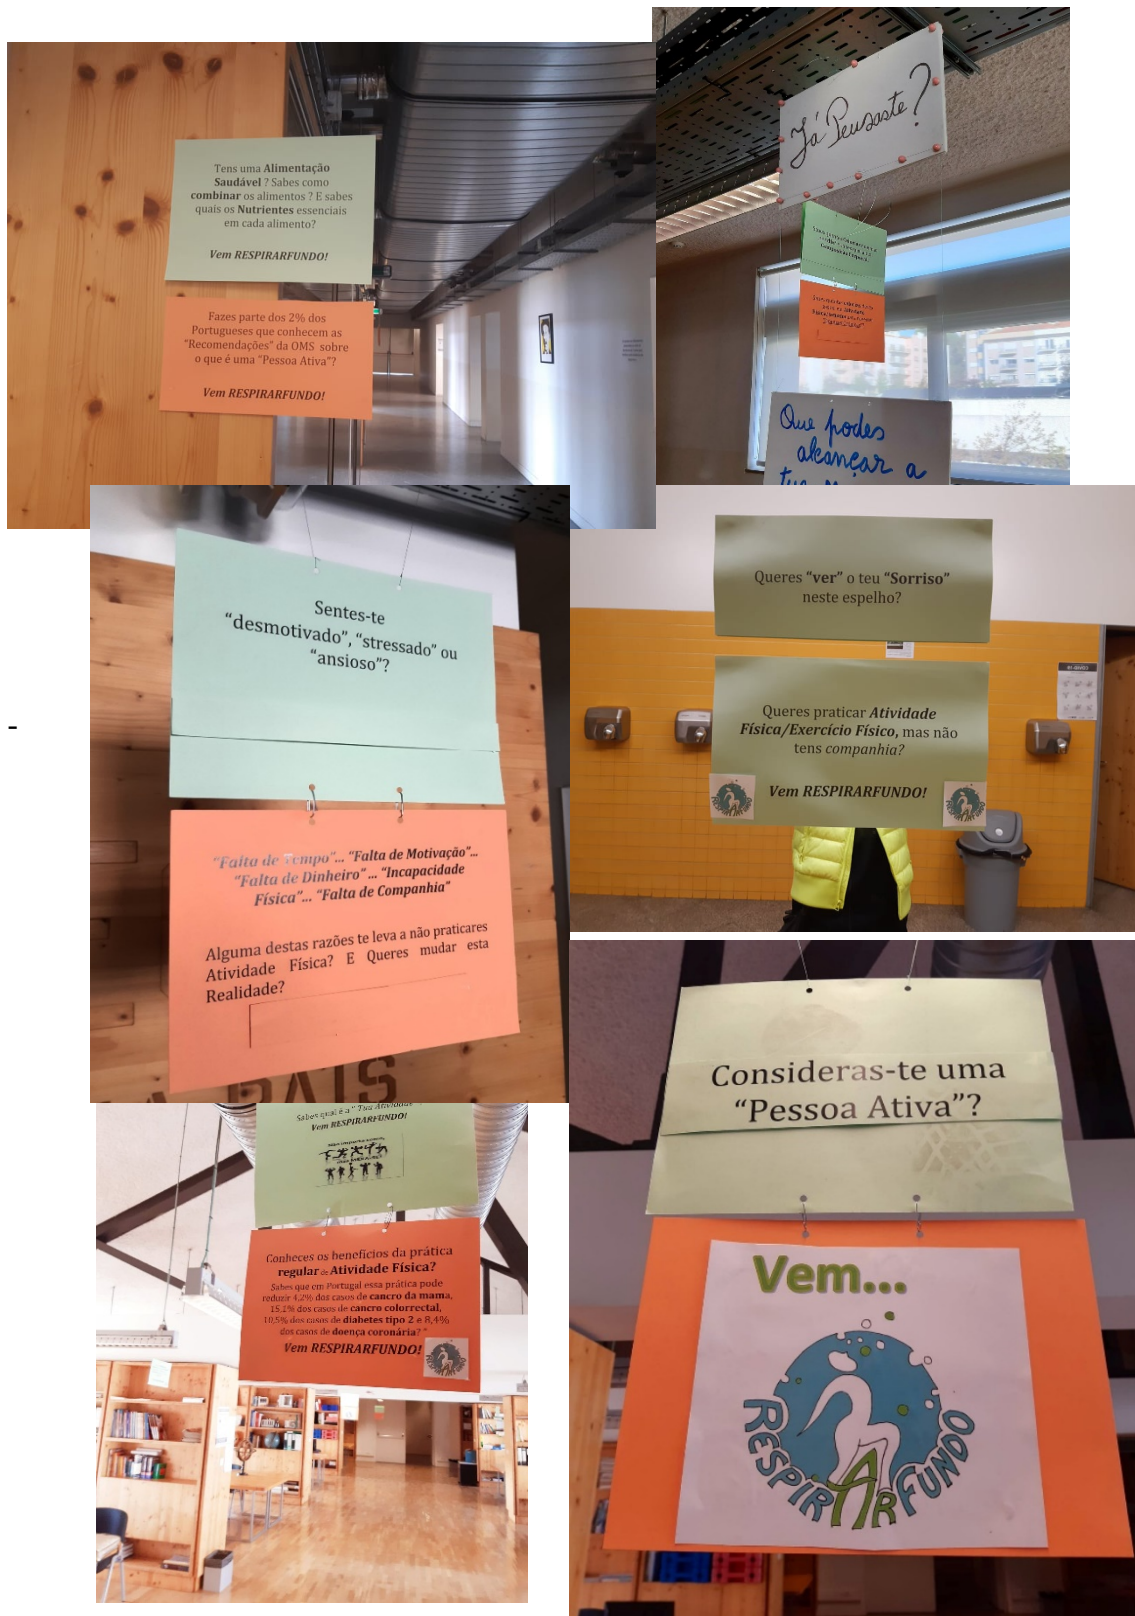 Tens uma Alimentação
Saudável ? Sabes como
combinar os alimentos ? E sabes
quais os Nutrientes essenciais
em cada alimento?
Vem RESPIRARFUNDO!
Fazes parte dos 2% dos
Portugueses que conhecem as
“Recomendações” da OMS sobre
o que é uma “Pessoa Ativa”?
Vem RESPIRARFUNDO!
Já Pensaste?
Que podes
alcançar a
Sentes-te
“desmotivado”, “stressado” ou
“ansioso”?
“Falta de Tempo”... “Falta de Motivação”...
“Falta de Dinheiro”... “Incapacidade
Física”... “Falta de Companhia”
Alguma destas razões te leva a não praticares
Atividade Física? E Queres mudar esta
Realidade?
Queres “ver” o teu “Sorriso”
neste espelho?
Queres praticar Atividade
Física/Exercício Físico, mas não
tens companhia?
Vem RESPIRARFUNDO!
Sabes qual é a “ Tua Atividade
Vem RESPIRARFUNDO!
Conheces os benefícios da prática
regular de Atividade Física?
Sabes que em Portugal essa prática pode
reduzir 4,2% dos casos de cancro da mama,
15,1% dos casos de cancro colorrectal,
10,5% dos casos de diabetes tipo 2 e 8,4%
dos casos de doença coronária? “
Vem RESPIRARFUNDO!
Consideras-te uma
“Pessoa Ativa”?
Vem...
RESPIRARFUNDO
-